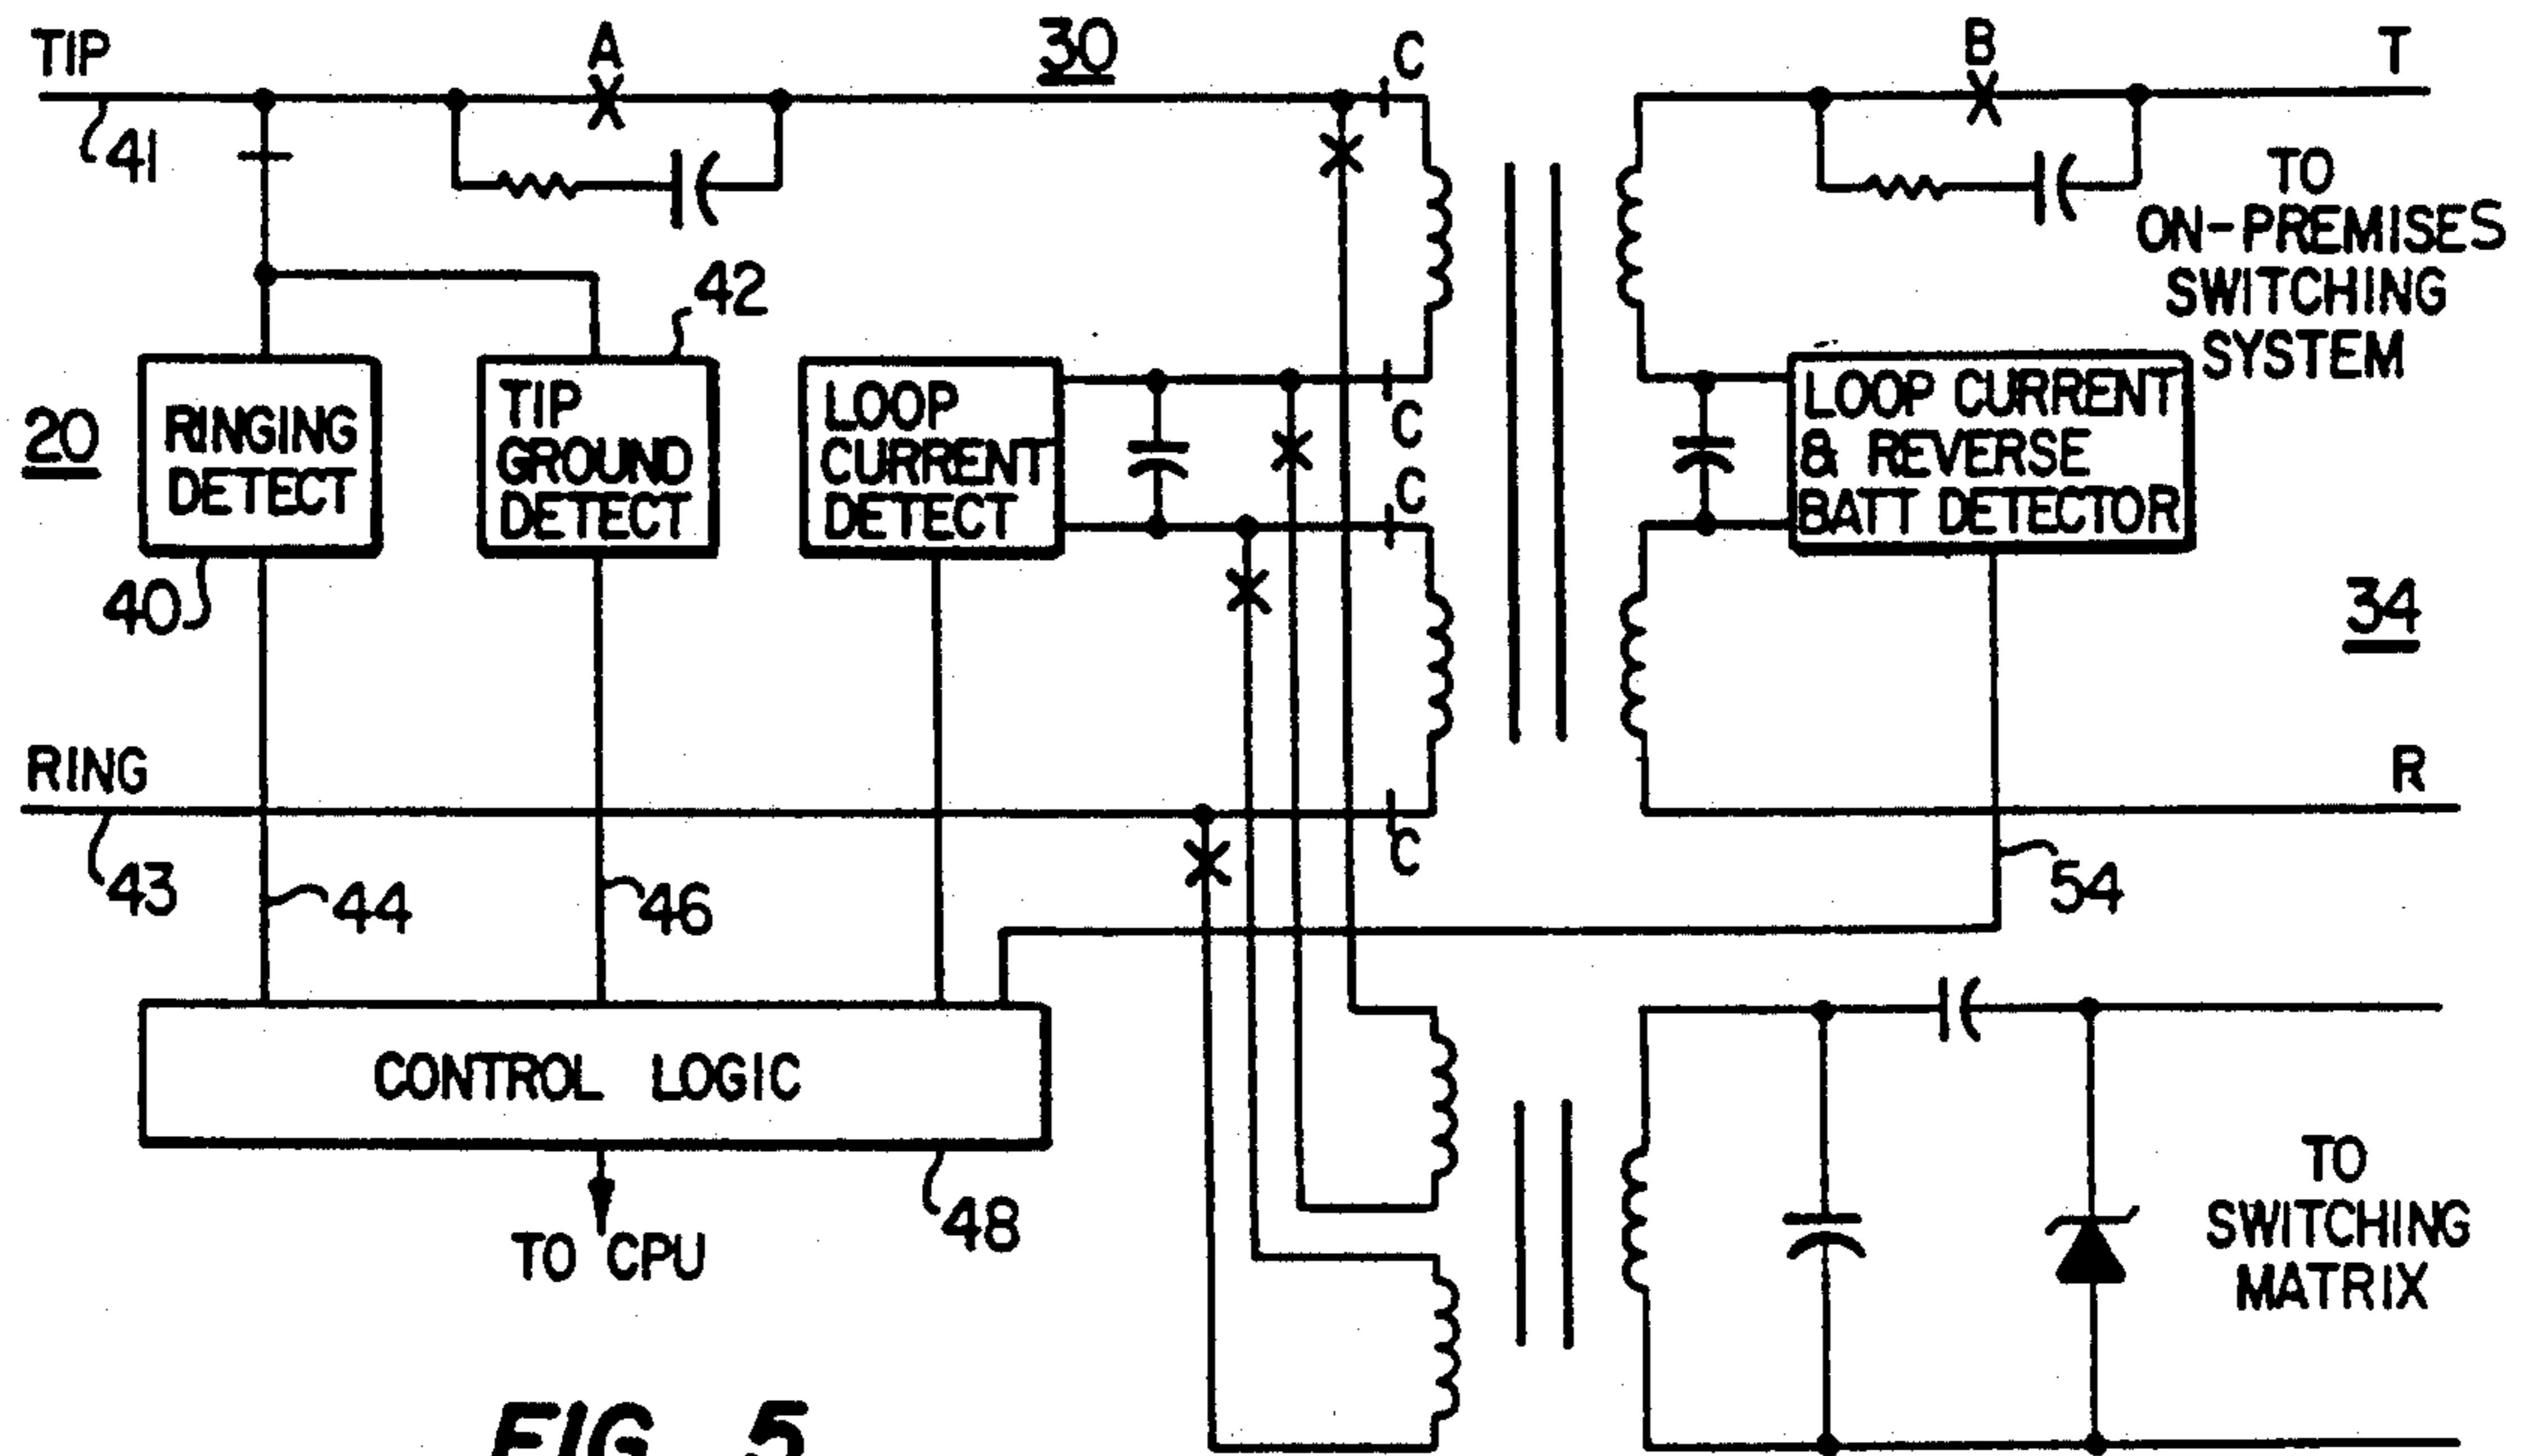 TIP
A
30
C
B
T
41
TO
ON-PREMISES
SWITCHING
SYSTEM
42
20
RINGING
DETECT
TIP
GROUND
DETECT
LOOP
CURRENT
DETECT
C
C
LOOP CURRENT
& REVERSE
BATT DETECTOR
40
34
RING
R
C
43
44
46
54
CONTROL LOGIC
48
TO CPU
TO
SWITCHING
MATRIX
FIG. 5